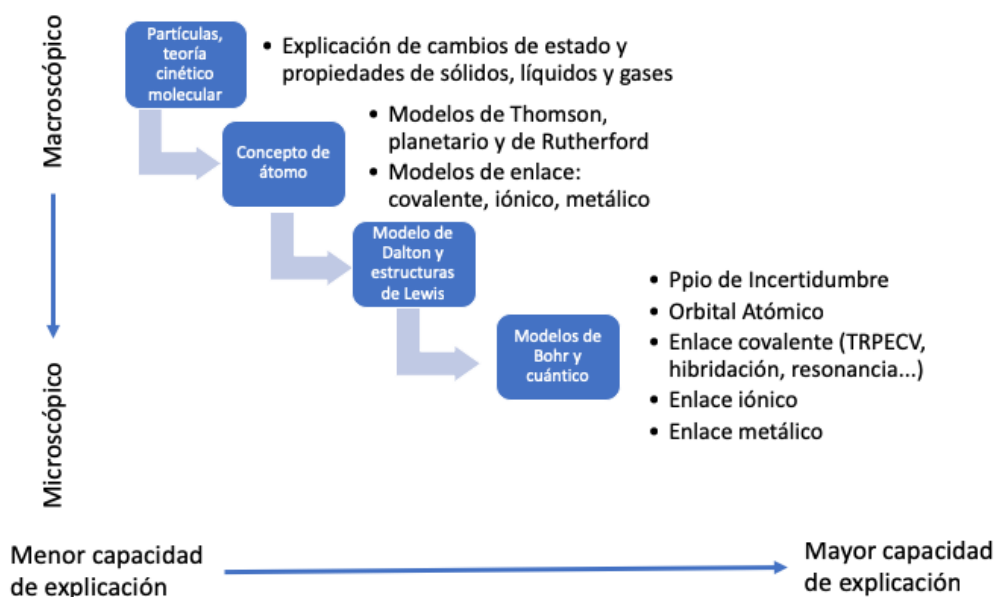 Macroscópico
Partículas,
teoría
cinético
molecular
• Explicación de cambios de estado y
propiedades de sólidos, líquidos y gases
Concepto de
átomo
• Modelos de Thomson,
planetario y de Rutherford
• Modelos de enlace:
covalente, iónico, metálico
Modelo de
Dalton y
estructuras
de Lewis
Modelos de
Bohr y
cuántico
• Ppio de Incertidumbre
• Orbital Atómico
• Enlace covalente (TRPECV,
hibridación, resonancia...)
• Enlace iónico
• Enlace metálico
Microscópico
Menor capacidad
de explicación
Mayor capacidad
de explicación